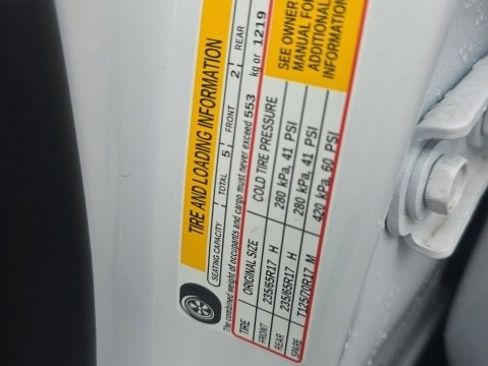 TIRE AND LOADING INFORMATION
SEATING CAPACITY TOTAL 5 FRONT 2 REAR
The combined weight of occupants and cargo must never exceed 553 kg or 1219
TIRE ORIGINAL SIZE COLD TIRE PRESSURE
FRONT 235/65R17 H 280 kPa, 41 PSI
REAR 235/65R17 H 280 kPa, 41 PSI
SPARE T125/70R17 M 420 kPa, 60 PSI
SEE OWNER
MANUAL FOR
ADDITIONAL
INFORMATION